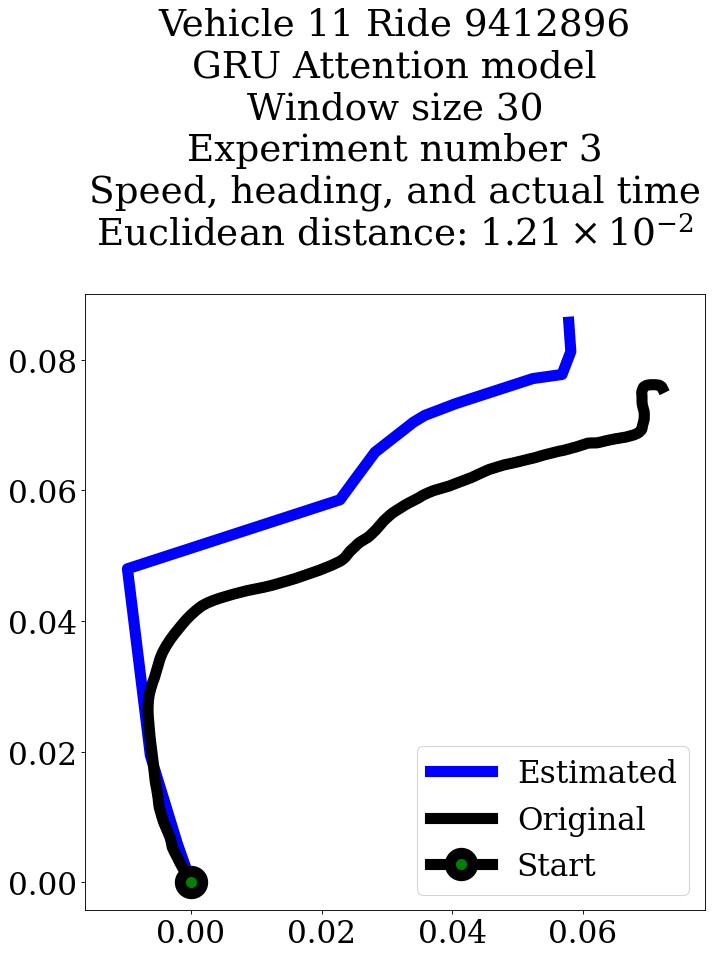 Vehicle 11 Ride 9412896
GRU Attention model
Window size 30
Experiment number 3
Speed, heading, and actual time
Euclidean distance: 1.21 × 10⁻²
0.08
0.06
0.04
0.02
0.00
Estimated
Original
Start
0.00 0.02 0.04 0.06